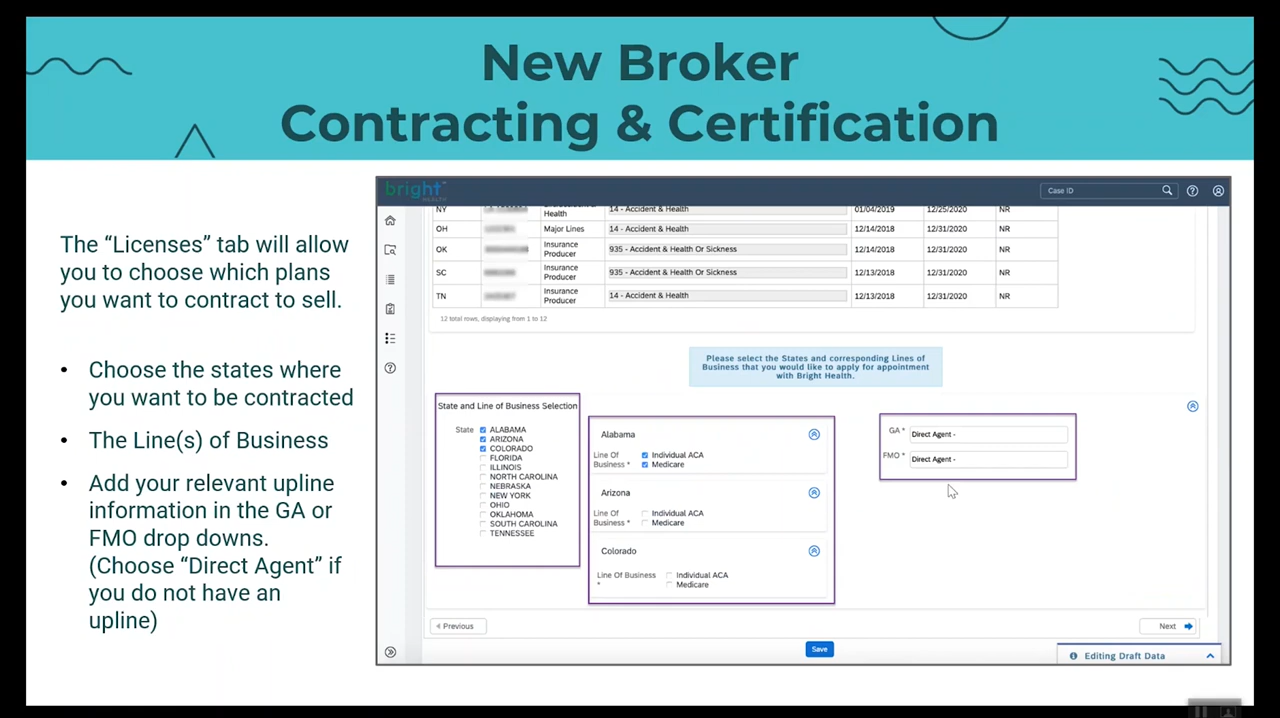 New Broker
Contracting & Certification
The “Licenses” tab will allow
you to choose which plans
you want to contract to sell.
• Choose the states where
you want to be contracted
• The Line(s) of Business
• Add your relevant upline
information in the GA or
FMO drop downs.
(Choose “Direct Agent” if
you do not have an
upline)
bright
HEALTH
Case ID
NY Health 14 - Accident & Health 01/04/2019 12/25/2020 NR
OH Major Lines 14 - Accident & Health 12/14/2018 12/31/2020 NR
OK Insurance Producer 935 - Accident & Health Or Sickness 12/14/2018 12/31/2020 NR
SC Insurance Producer 935 - Accident & Health Or Sickness 12/13/2018 12/31/2020 NR
TN Insurance Producer 14 - Accident & Health 12/13/2018 12/31/2020 NR
12 total rows, displaying from 1 to 12
Please select the States and corresponding Lines of
Business that you would like to apply for appointment
with Bright Health.
State and Line of Business Selection
State
ALABAMA
ARIZONA
COLORADO
FLORIDA
ILLINOIS
NORTH CAROLINA
NEBRASKA
NEW YORK
OHIO
OKLAHOMA
SOUTH CAROLINA
TENNESSEE
Alabama
Line Of
Business *
Individual ACA
Medicare
Arizona
Line Of
Business *
Individual ACA
Medicare
Colorado
Line Of Business
*
Individual ACA
Medicare
GA * Direct Agent -
FMO * Direct Agent -
Previous
Next
Save
Editing Draft Data